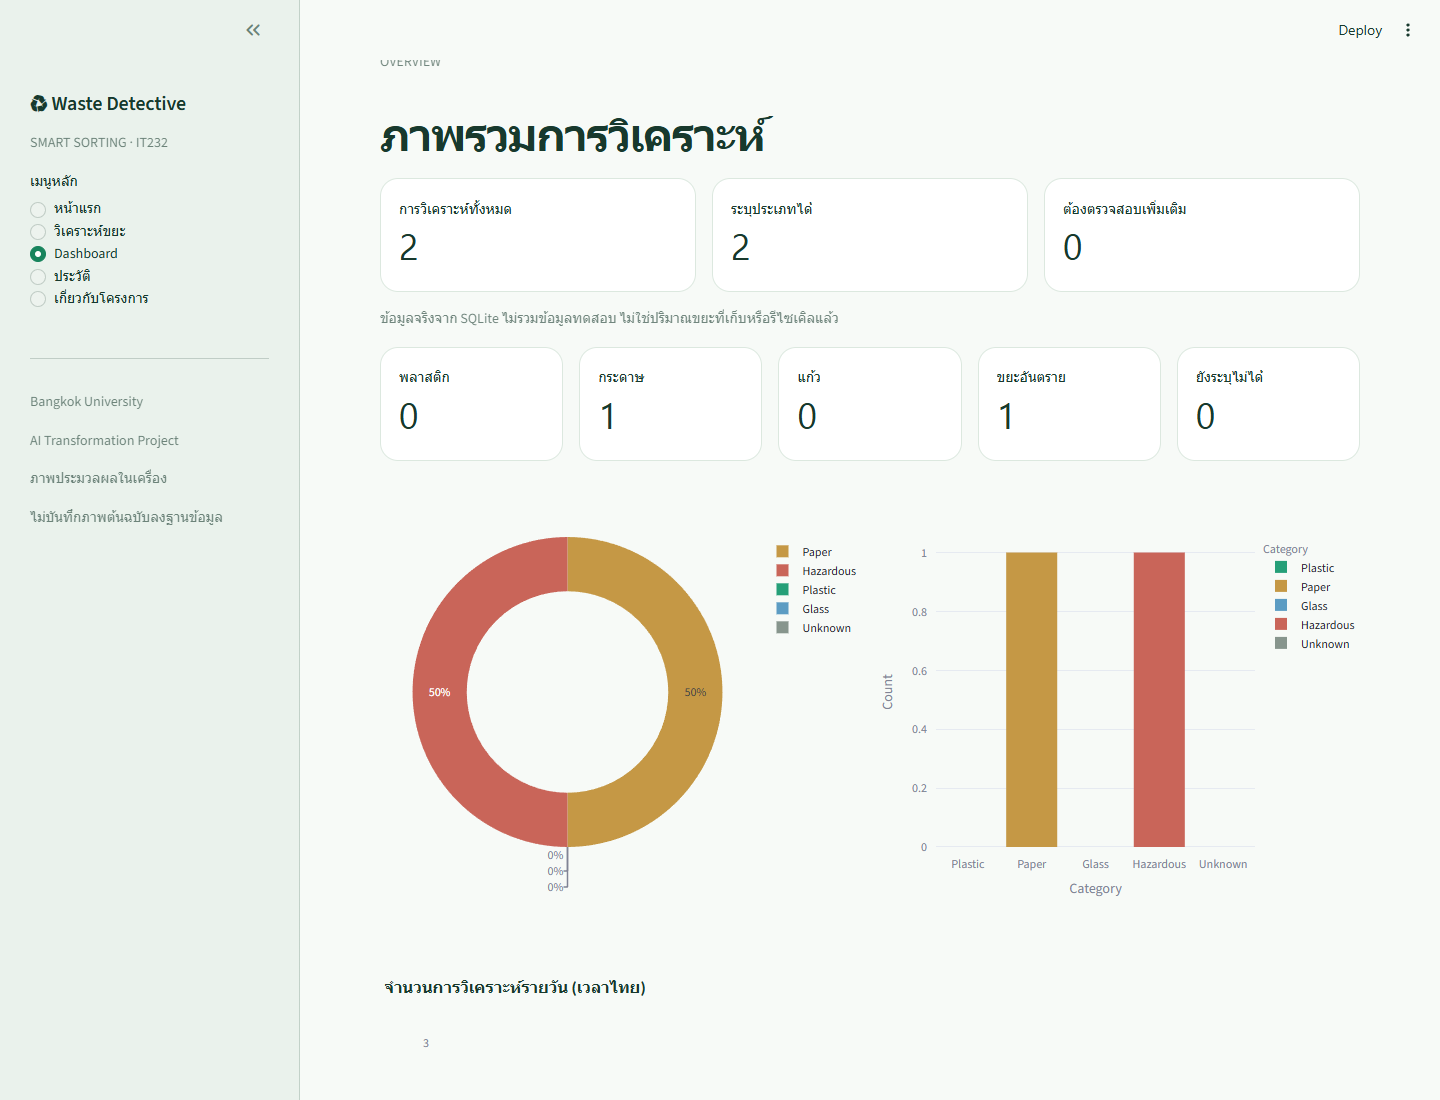 Deploy
♻ Waste Detective
SMART SORTING · IT232
เมนูหลัก
หน้าแรก
วิเคราะห์ขยะ
Dashboard
ประวัติ
เกี่ยวกับโครงการ
Bangkok University
AI Transformation Project
ภาพประมวลผลในเครื่อง
ไม่บันทึกภาพต้นฉบับลงฐานข้อมูล
OVERVIEW
ภาพรวมการวิเคราะห์
การวิเคราะห์ทั้งหมด
2
ระบุประเภทได้
2
ต้องตรวจสอบเพิ่มเติม
0
ข้อมูลจริงจาก SQLite ไม่รวมข้อมูลทดสอบ ไม่ใช่ปริมาณขยะที่เก็บหรือรีไซเคิลแล้ว
พลาสติก
0
กระดาษ
1
แก้ว
0
ขยะอันตราย
1
ยังระบุไม่ได้
0
50%
50%
0%
0%
0%
Paper
Hazardous
Plastic
Glass
Unknown
Count
1
0.8
0.6
0.4
0.2
0
Plastic
Paper
Glass
Hazardous
Unknown
Category
Category
Plastic
Paper
Glass
Hazardous
Unknown
จำนวนการวิเคราะห์รายวัน (เวลาไทย)
3